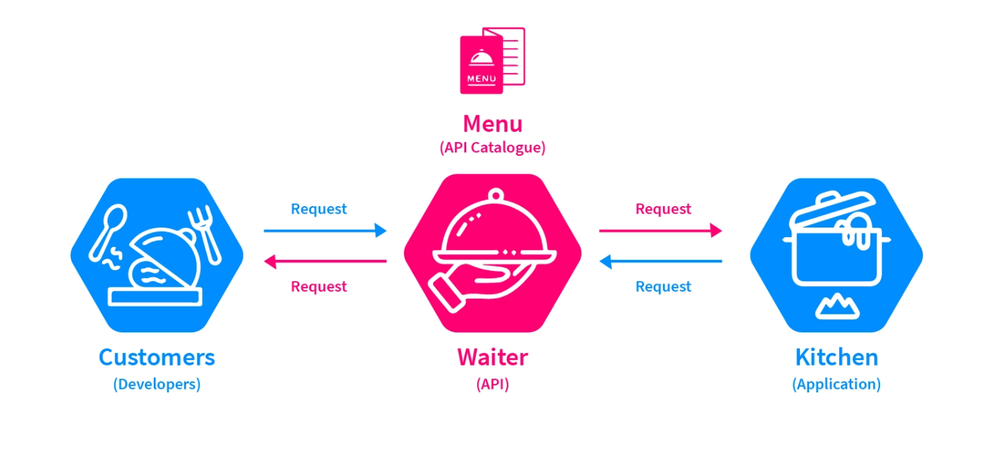 MENU
Menu
(API Catalogue)
Request
Request
Request
Request
Customers
(Developers)
Waiter
(API)
Kitchen
(Application)